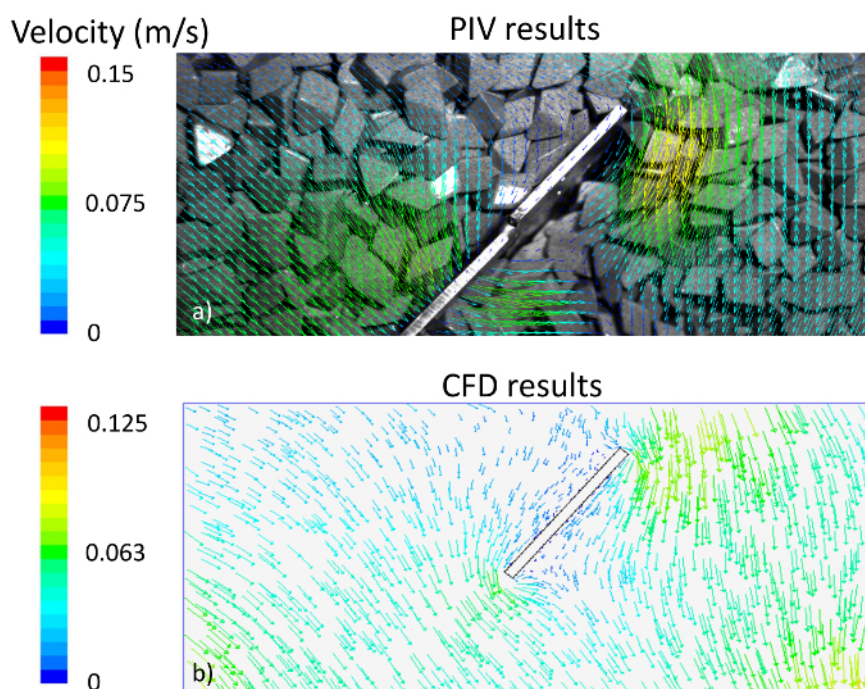 Velocity (m/s)
PIV results
0.15
0.075
0
a)
CFD results
0.125
0.063
0
b)